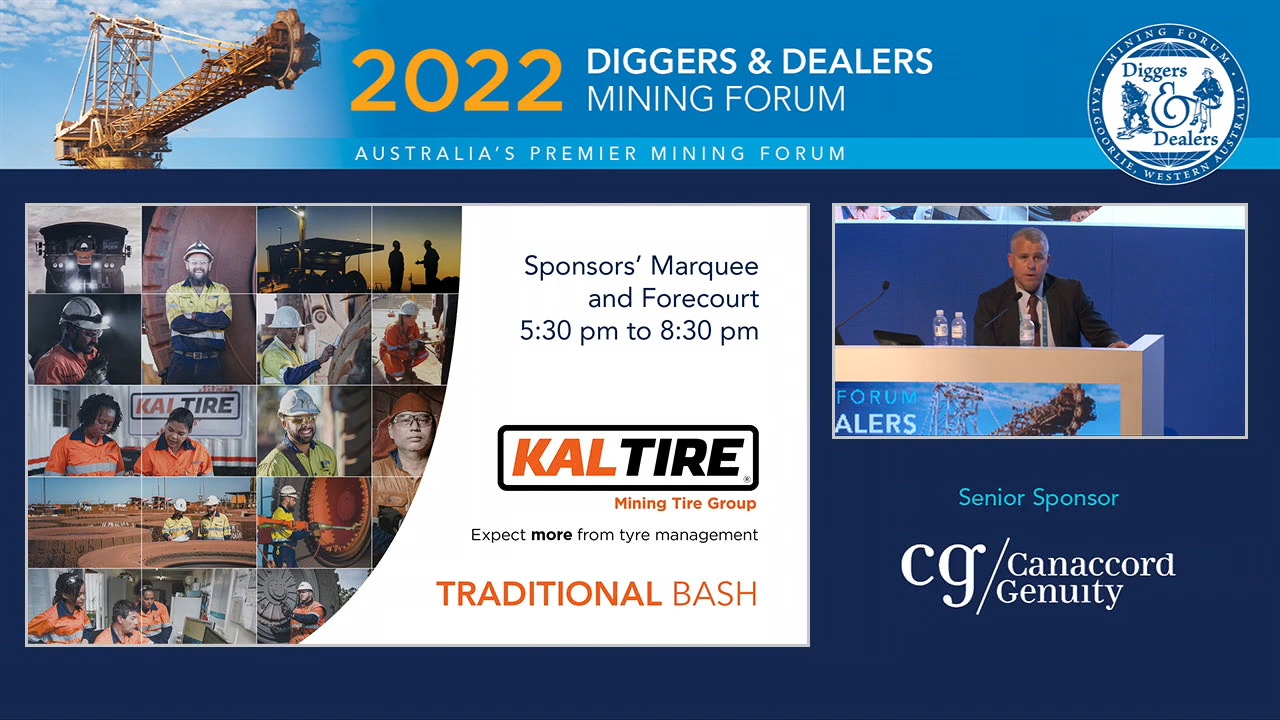 2022 DIGGERS & DEALERS
MINING FORUM
AUSTRALIA'S PREMIER MINING FORUM
MINING FORUM
Diggers
&
Dealers
KALGOORLIE, WESTERN AUSTRALIA
Sponsors' Marquee
and Forecourt
5:30 pm to 8:30 pm
KALTIRE
KALTIRE®
Mining Tire Group
Expect more from tyre management
TRADITIONAL BASH
FORUM
ALERS
Senior Sponsor
cg/Canaccord
Genuity